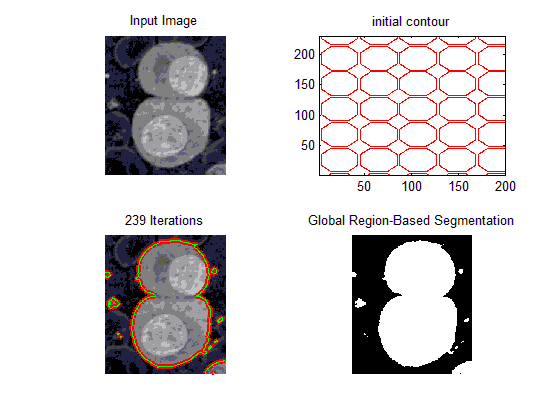 Input Image
initial contour
200
150
100
50
50
100
150
200
239 Iterations
Global Region-Based Segmentation